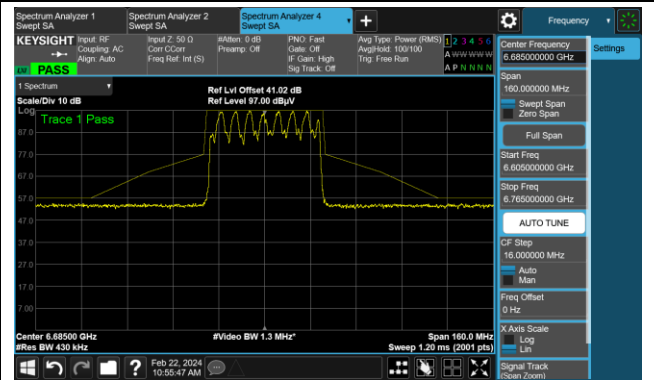 Spectrum Analyzer 1
Swept SA
Spectrum Analyzer 2
Swept SA
Spectrum Analyzer 4
Swept SA
Frequency
KEYSIGHT
Input: RF
Coupling: AC
Align: Auto
Input Z: 50 Ω
Corr CCorr
Freq Ref: Int (S)
#Atten: 0 dB
Preamp: Off
PNO: Fast
Gate: Off
IF Gain: High
Sig Track: Off
Avg Type: Power (RMS)
Avg|Hold: 100/100
Trig: Free Run
1 2 3 4 5 6
A W W W W W
A P N N N N
PASS
Center Frequency
6.685000000 GHz
Settings
Span
160.000000 MHz
Swept Span
Zero Span
Full Span
Start Freq
6.605000000 GHz
Stop Freq
6.765000000 GHz
AUTO TUNE
CF Step
16.000000 MHz
Auto
Man
Freq Offset
0 Hz
X Axis Scale
Log
Lin
Signal Track
(Span Zoom)
1 Spectrum
Scale/Div 10 dB
Ref Lvl Offset 41.02 dB
Ref Level 97.00 dBµV
Log
Trace 1 Pass
87.0
77.0
67.0
57.0
47.0
37.0
27.0
17.0
7.00
Center 6.68500 GHz
#Res BW 430 kHz
#Video BW 1.3 MHz*
Span 160.0 MHz
Sweep 1.20 ms (2001 pts)
Feb 22, 2024
10:55:47 AM